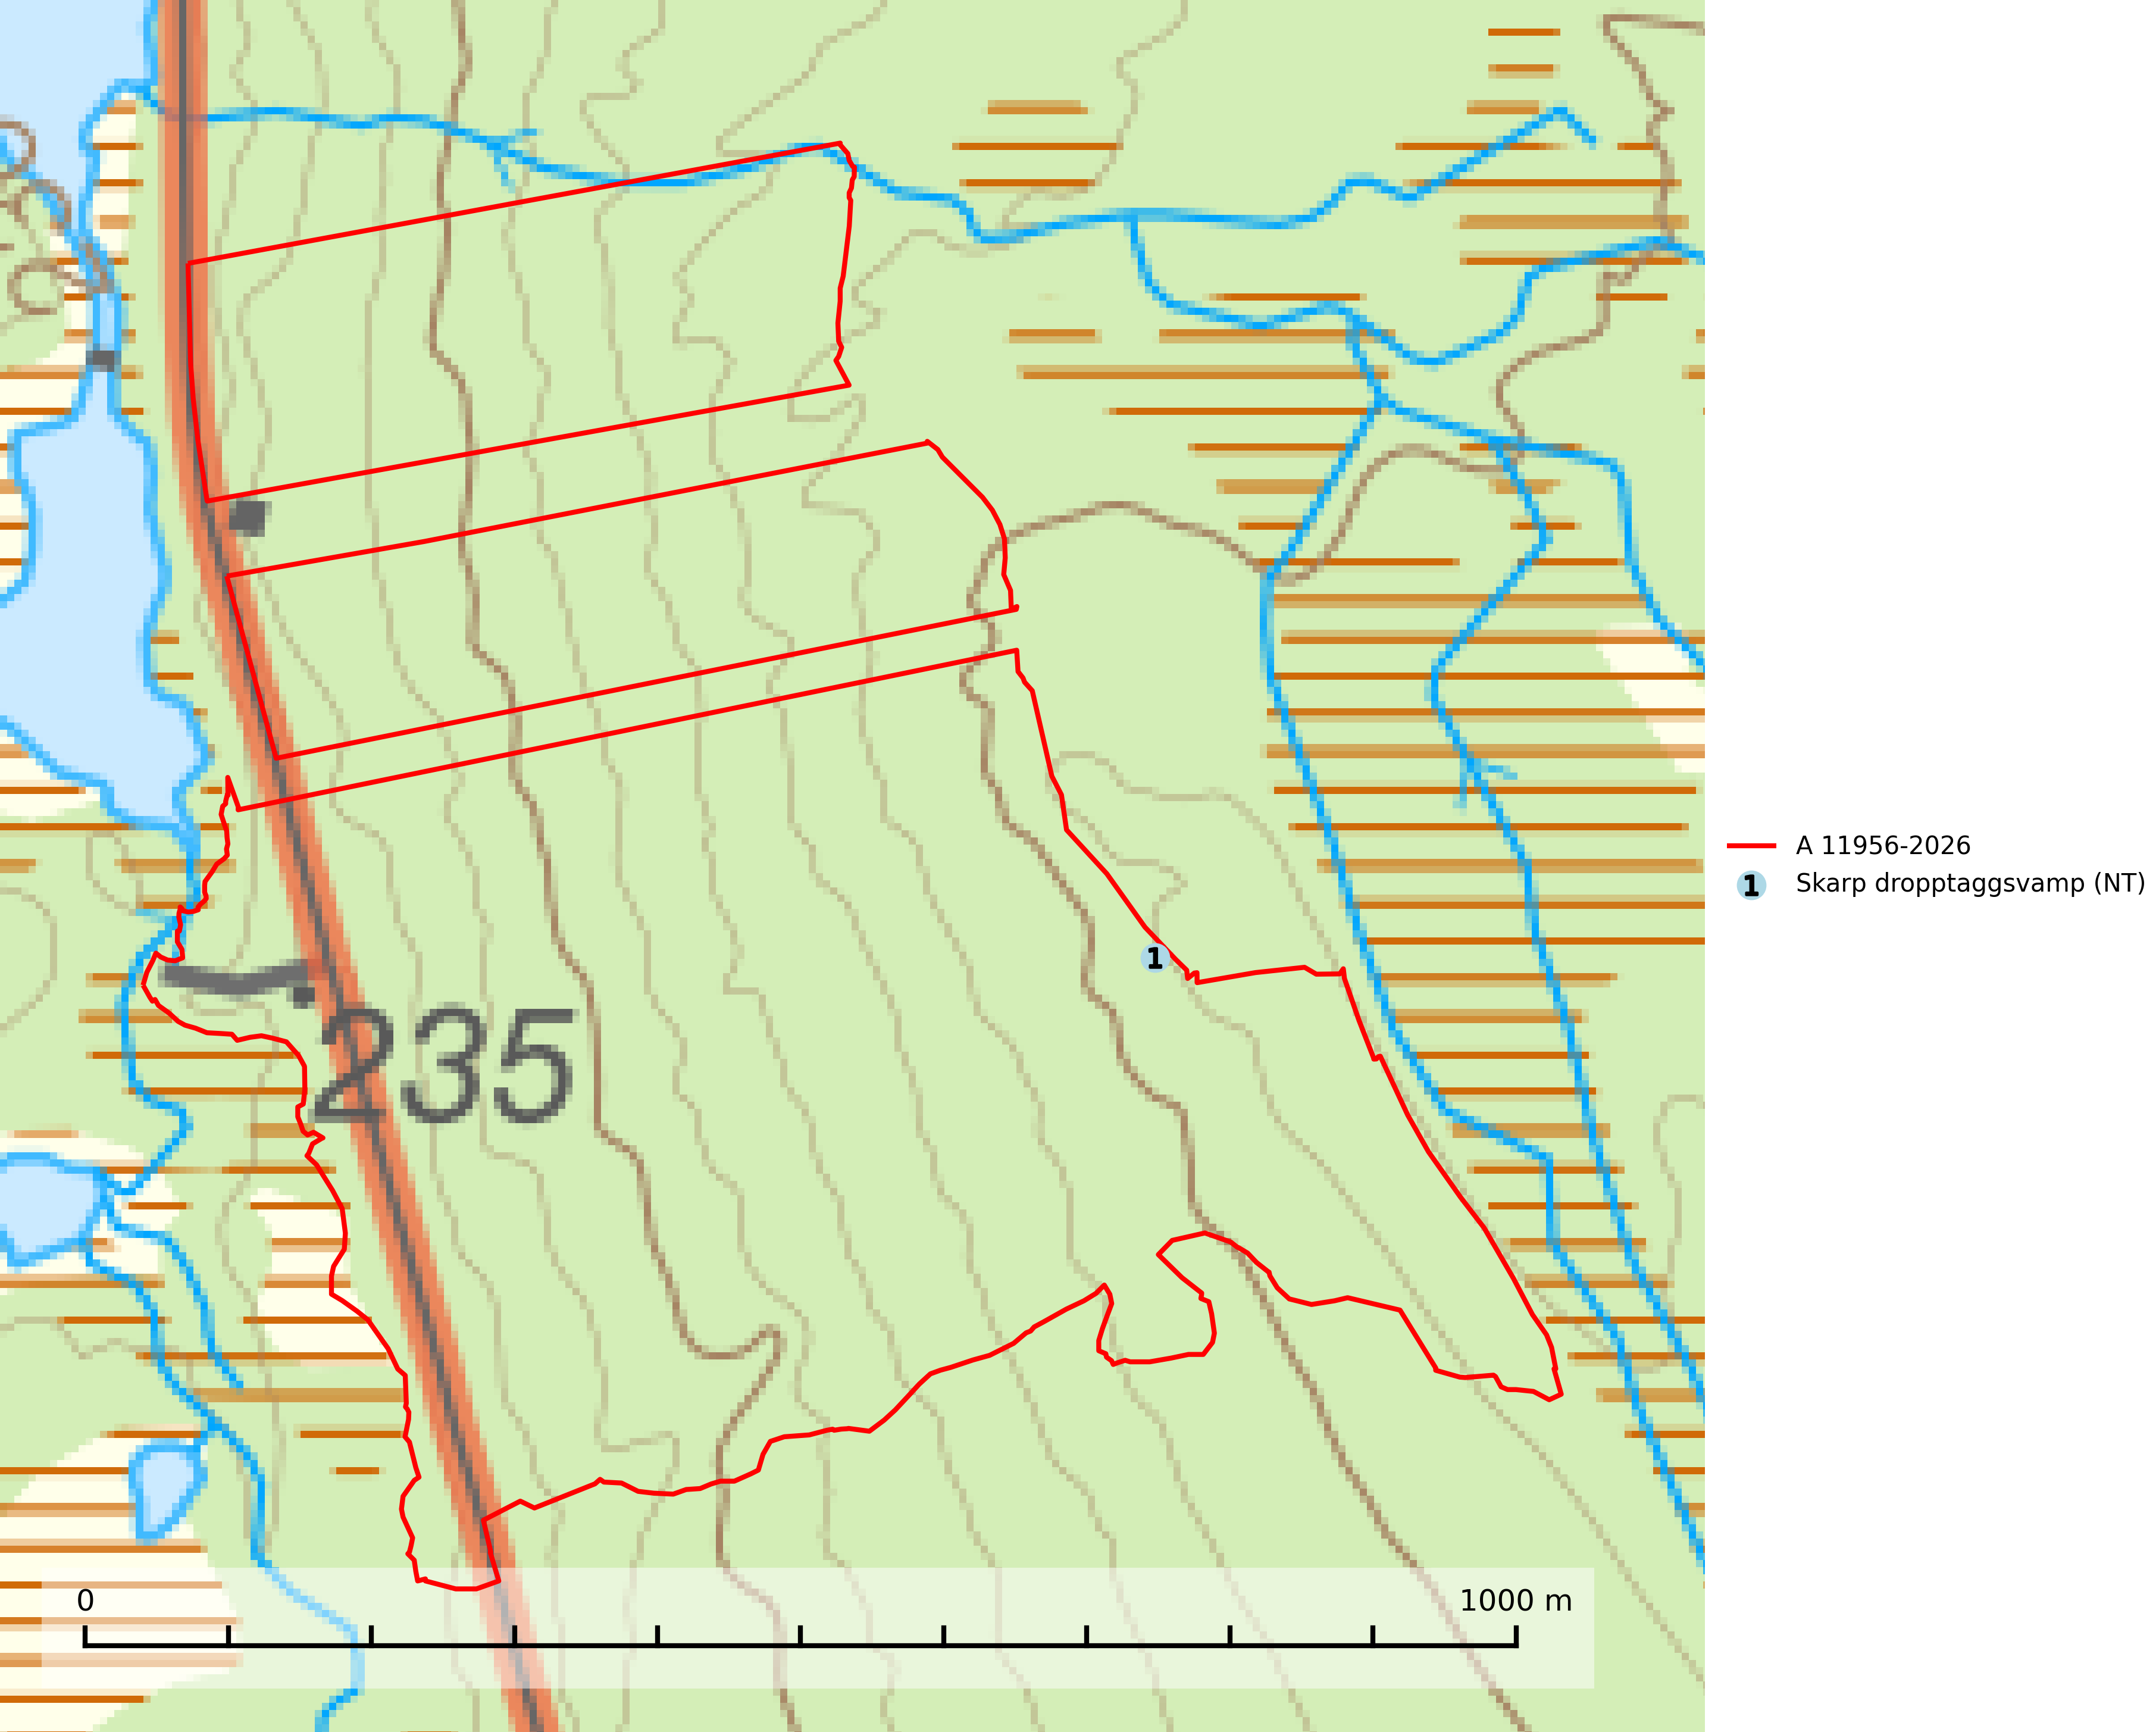 A 11956-2026
1 Skarp dropptaggsvamp (NT)
1
235
0 1000 m